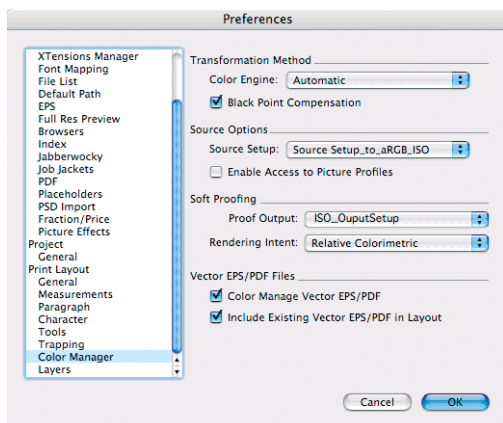 Preferences
XTensions Manager
Font Mapping
File List
Default Path
EPS
Full Res Preview
Browsers
Index
Jabberwocky
Job Jackets
PDF
Placeholders
PSD Import
Fraction/Price
Picture Effects
Project
General
Print Layout
General
Measurements
Paragraph
Character
Tools
Trapping
Color Manager
Layers
Transformation Method
Color Engine: Automatic
Black Point Compensation
Source Options
Source Setup: Source Setup_to_aRGB_ISO
Enable Access to Picture Profiles
Soft Proofing
Proof Output: ISO_OuputSetup
Rendering Intent: Relative Colorimetric
Vector EPS/PDF Files
Color Manage Vector EPS/PDF
Include Existing Vector EPS/PDF in Layout
Cancel
OK